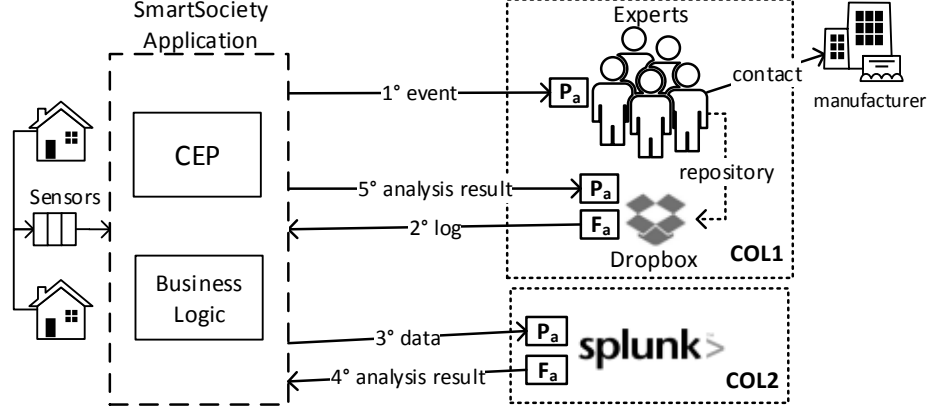 SmartSociety
Application
Experts
1° event
Pa
contact
manufacturer
CEP
repository
Sensors
5° analysis result
Pa
2° log
Fa
Dropbox
COL1
Business
Logic
3° data
Pa
splunk>
4° analysis result
Fa
COL2